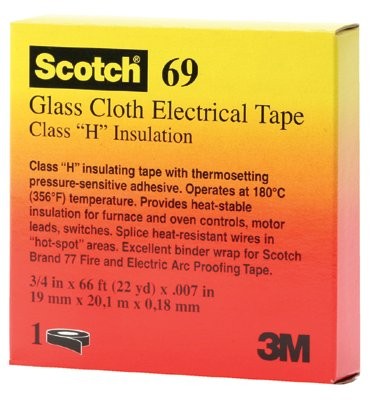 Scotch® 69
Glass Cloth Electrical Tape
Class “H” Insulation
Class “H” insulating tape with thermosetting
pressure-sensitive adhesive. Operates at 180°C
(356°F) temperature. Provides heat-stable
insulation for furnace and oven controls, motor
leads, switches. Splice heat-resistant wires in
“hot-spot” areas. Excellent binder wrap for Scotch
Brand 77 Fire and Electric Arc Proofing Tape.
3/4 in x 66 ft (22 yd) x .007 in
19 mm x 20,1 m x 0,18 mm
1
3M